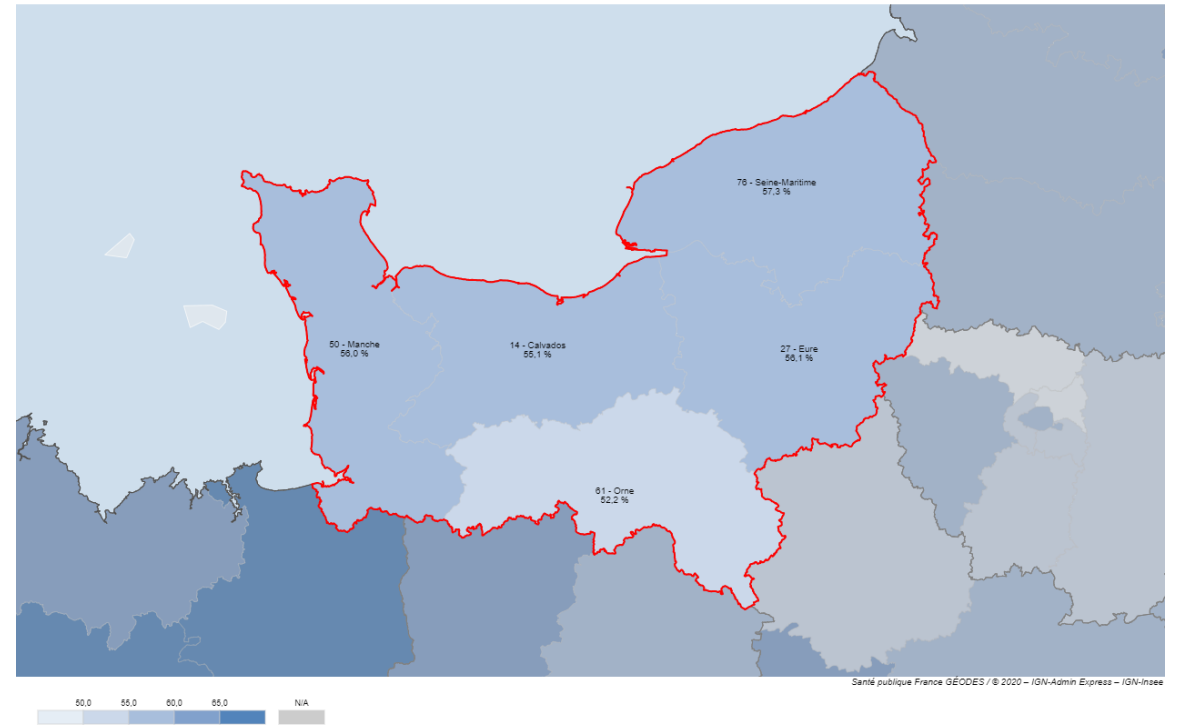 76 - Seine-Maritime
57,3 %
50 - Manche
56,0 %
14 - Calvados
55,1 %
27 - Eure
56,1 %
61 - Orne
52,2 %
Santé publique France GÉODES / © 2020 – IGN-Admin Express – IGN-Insee
50,0 55,0 60,0 65,0 N/A